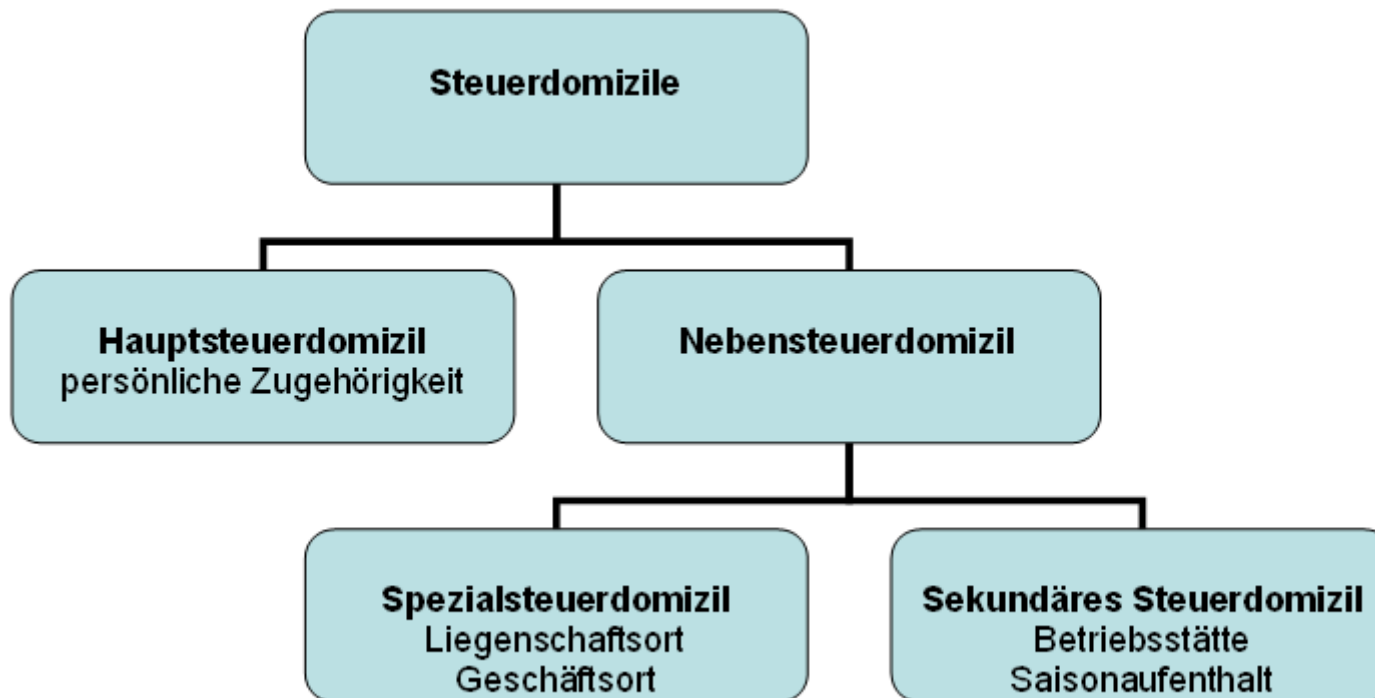 Steuerdomizile
Hauptsteuerdomizil
persönliche Zugehörigkeit
Nebensteuerdomizil
Spezialsteuerdomizil
Liegenschaftsort
Geschäftsort
Sekundäres Steuerdomizil
Betriebsstätte
Saisonaufenthalt